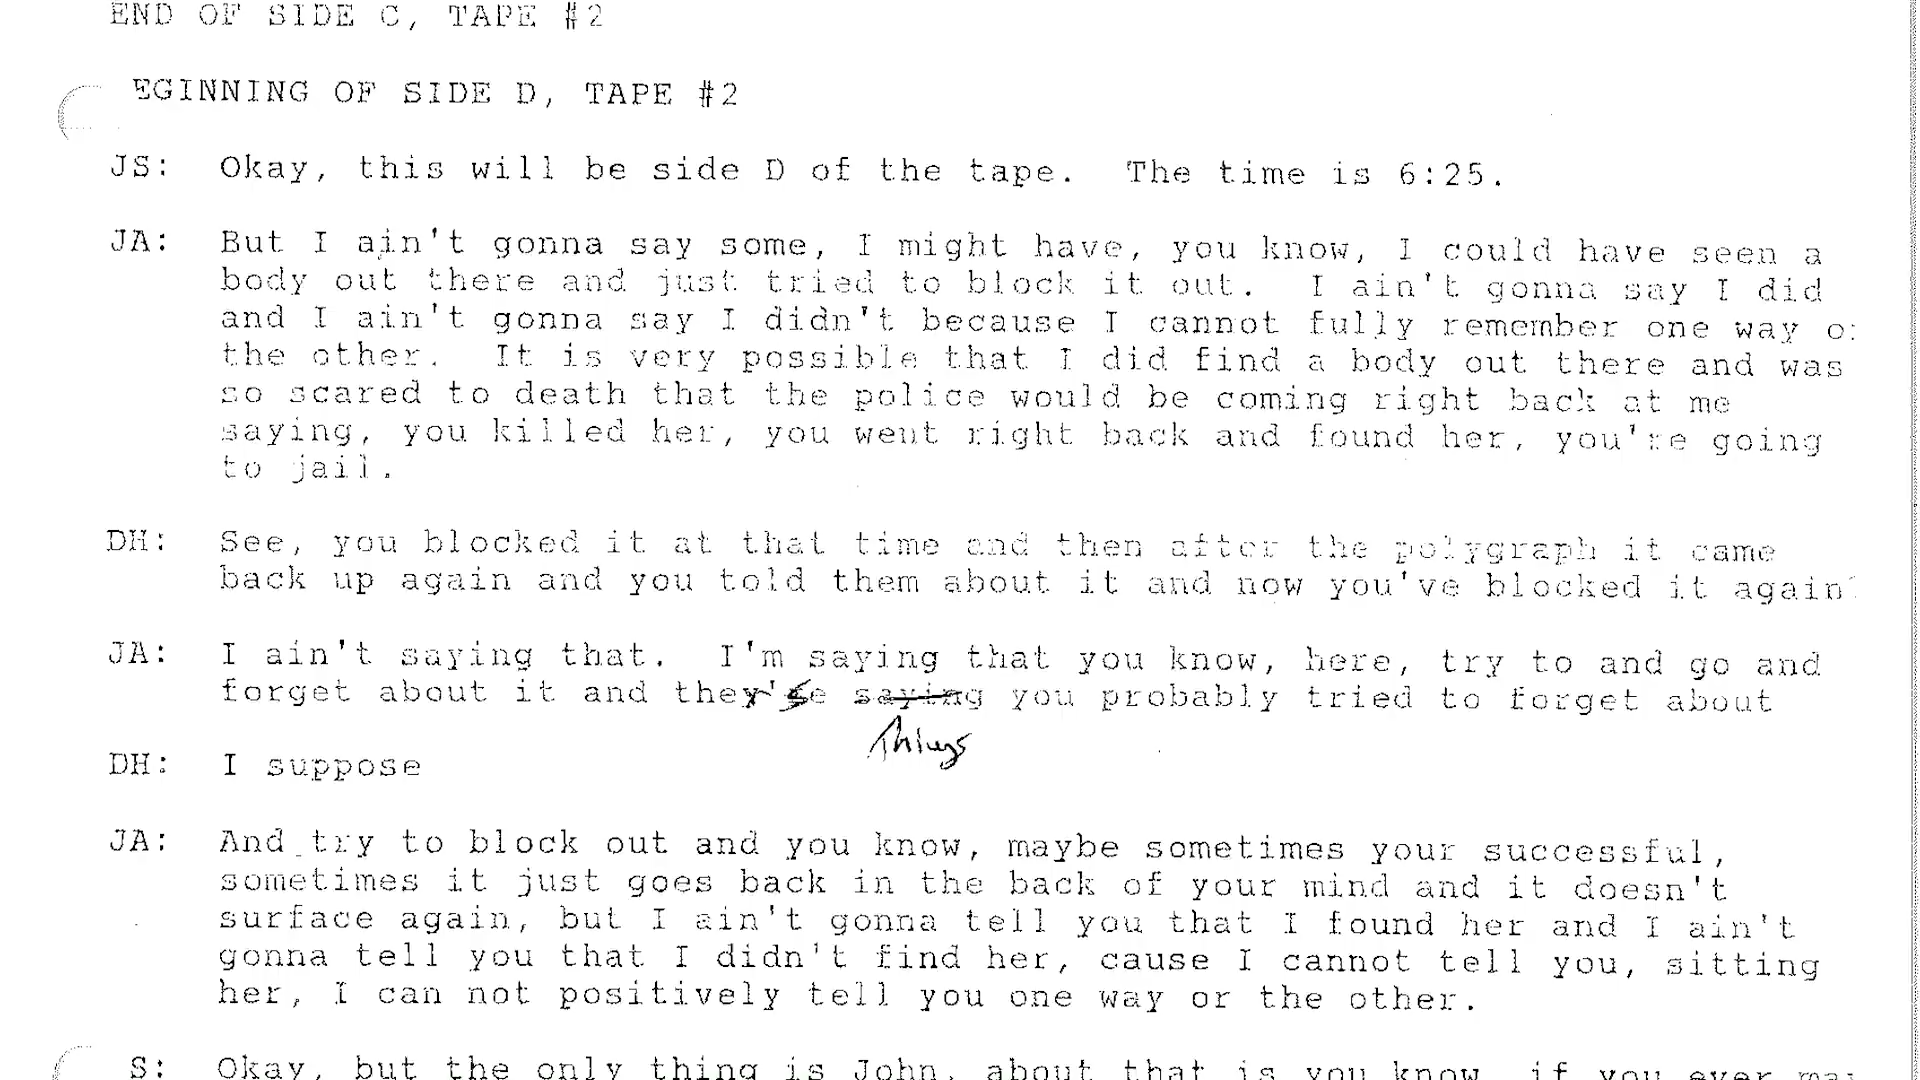 END OF SIDE C, TAPE #2
EGINNING OF SIDE D, TAPE #2
JS: Okay, this will be side D of the tape. The time is 6:25.
JA: But I ain't gonna say some, I might have, you know, I could have seen a
body out there and just tried to block it out. I ain't gonna say I did
and I ain't gonna say I didn't because I cannot fully remember one way o
the other. It is very possible that I did find a body out there and was
so scared to death that the police would be coming right back at me
saying, you killed her, you went right back and found her, you're going
to jail.
DH: See, you blocked it at that time and then after the polygraph it came
back up again and you told them about it and now you've blocked it again
JA: I ain't saying that. I'm saying that you know, here, try to and go and
forget about it and they're saying you probably tried to forget about
Things
DH: I suppose
JA: And try to block out and you know, maybe sometimes your successful,
sometimes it just goes back in the back of your mind and it doesn't
surface again, but I ain't gonna tell you that I found her and I ain't
gonna tell you that I didn't find her, cause I cannot tell you, sitting
her, I can not positively tell you one way or the other.
S: Okay, but the only thing is John, about that is you know, if you ever may